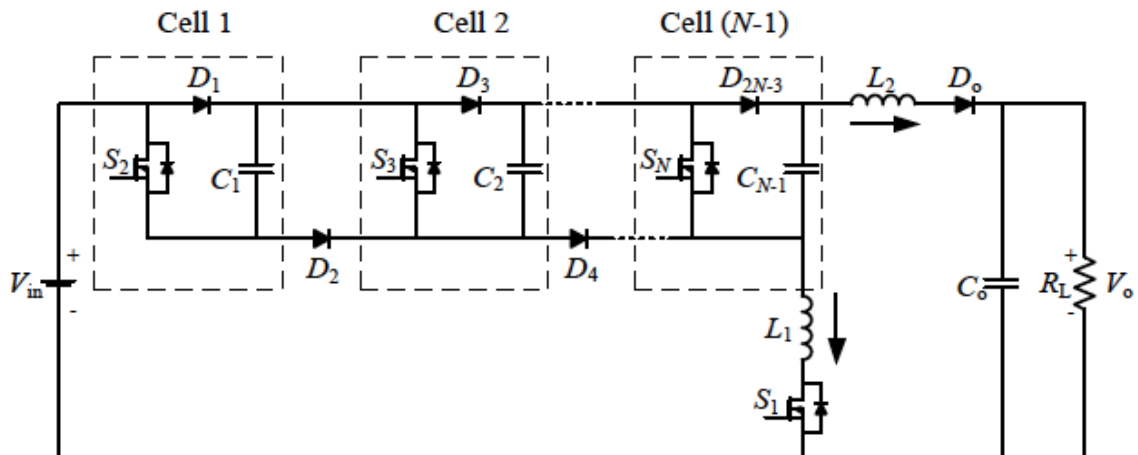 Cell 1 Cell 2 Cell (N-1)
D1 D3 D2N-3 L2 Do
S2 C1 S3 C2 SN CN-1
D2 D4
+ +
Vin Co RL Vo
- -
L1
S1